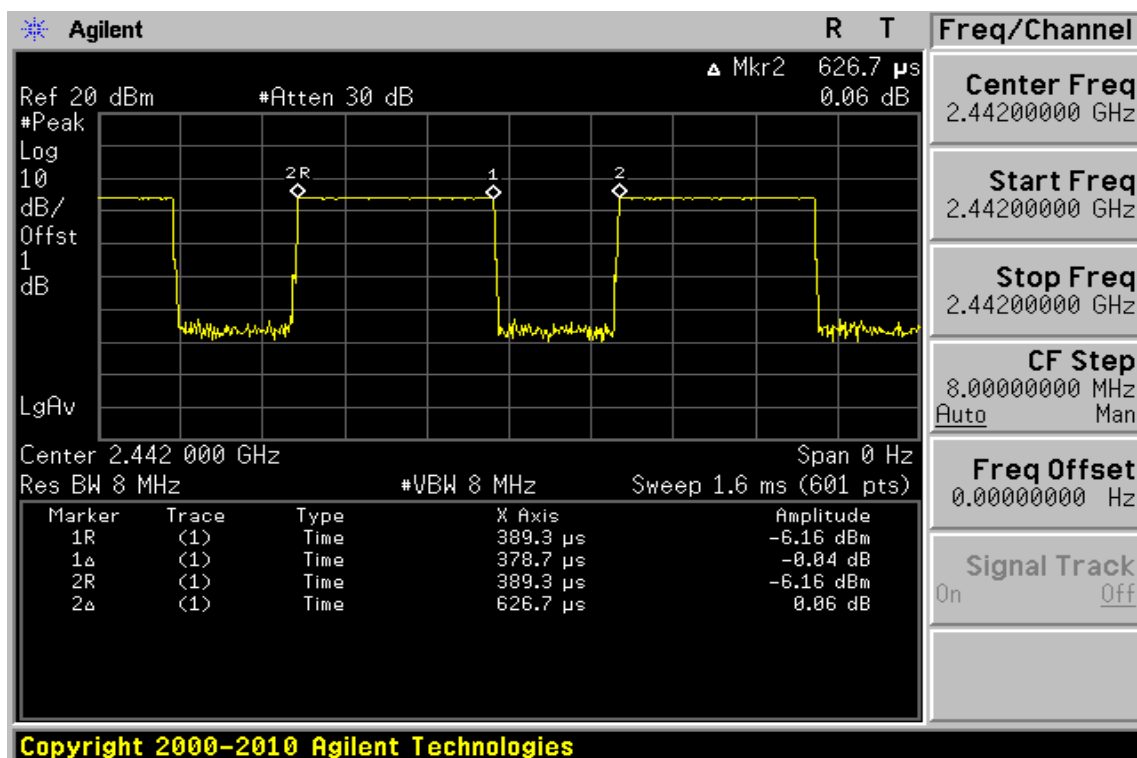 Agilent R T Freq/Channel
Δ Mkr2 626.7 µs
Ref 20 dBm #Atten 30 dB 0.06 dB
#Peak
Log
10
dB/
Offst
1
dB
2R 1 2
LgAv
Center 2.442 000 GHz Span 0 Hz
Res BW 8 MHz #VBW 8 MHz Sweep 1.6 ms (601 pts)
Marker Trace Type X Axis Amplitude
1R (1) Time 389.3 µs -6.16 dBm
1Δ (1) Time 378.7 µs -0.04 dB
2R (1) Time 389.3 µs -6.16 dBm
2Δ (1) Time 626.7 µs 0.06 dB
Center Freq
2.44200000 GHz
Start Freq
2.44200000 GHz
Stop Freq
2.44200000 GHz
CF Step
8.00000000 MHz
Auto Man
Freq Offset
0.00000000 Hz
Signal Track
On Off
Copyright 2000-2010 Agilent Technologies